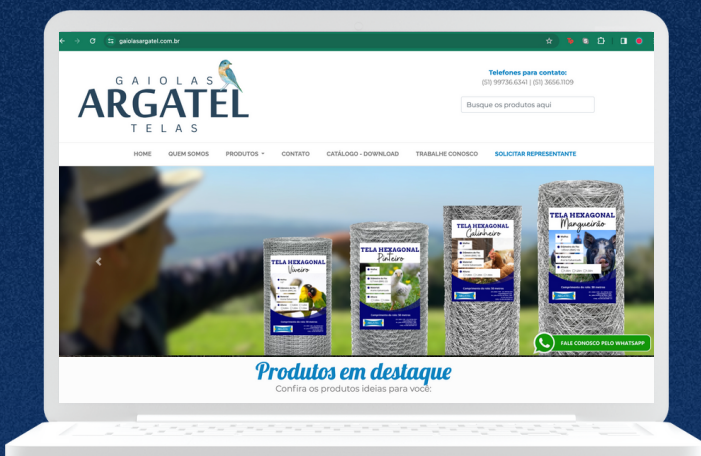 gaiolasargatel.com.br
GAIOLAS
ARGATEL
TELAS
Telefones para contato:
(51) 99736.6341 | (51) 3656.1109
Busque os produtos aqui
HOME QUEM SOMOS PRODUTOS CONTATO CATÁLOGO - DOWNLOAD TRABALHE CONOSCO SOLICITAR REPRESENTANTE
TELA HEXAGONAL
Viveiro
TELA HEXAGONAL
Pinteiro
TELA HEXAGONAL
Galinheiro
TELA HEXAGONAL
Mangueirão
FALE CONOSCO PELO WHATSAPP
Produtos em destaque
Confira os produtos ideias para você: